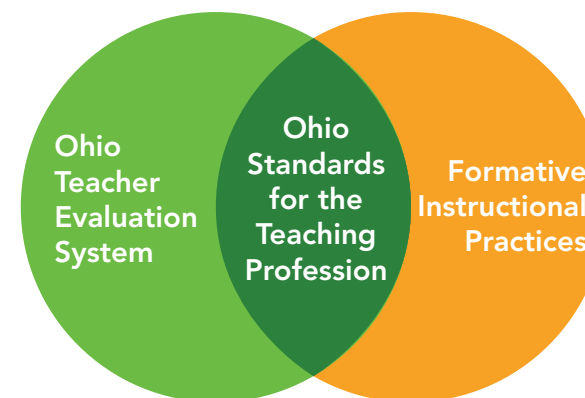 Ohio
Teacher
Evaluation
System
Ohio
Standards
for the
Teaching
Profession
Formative
Instructional
Practices